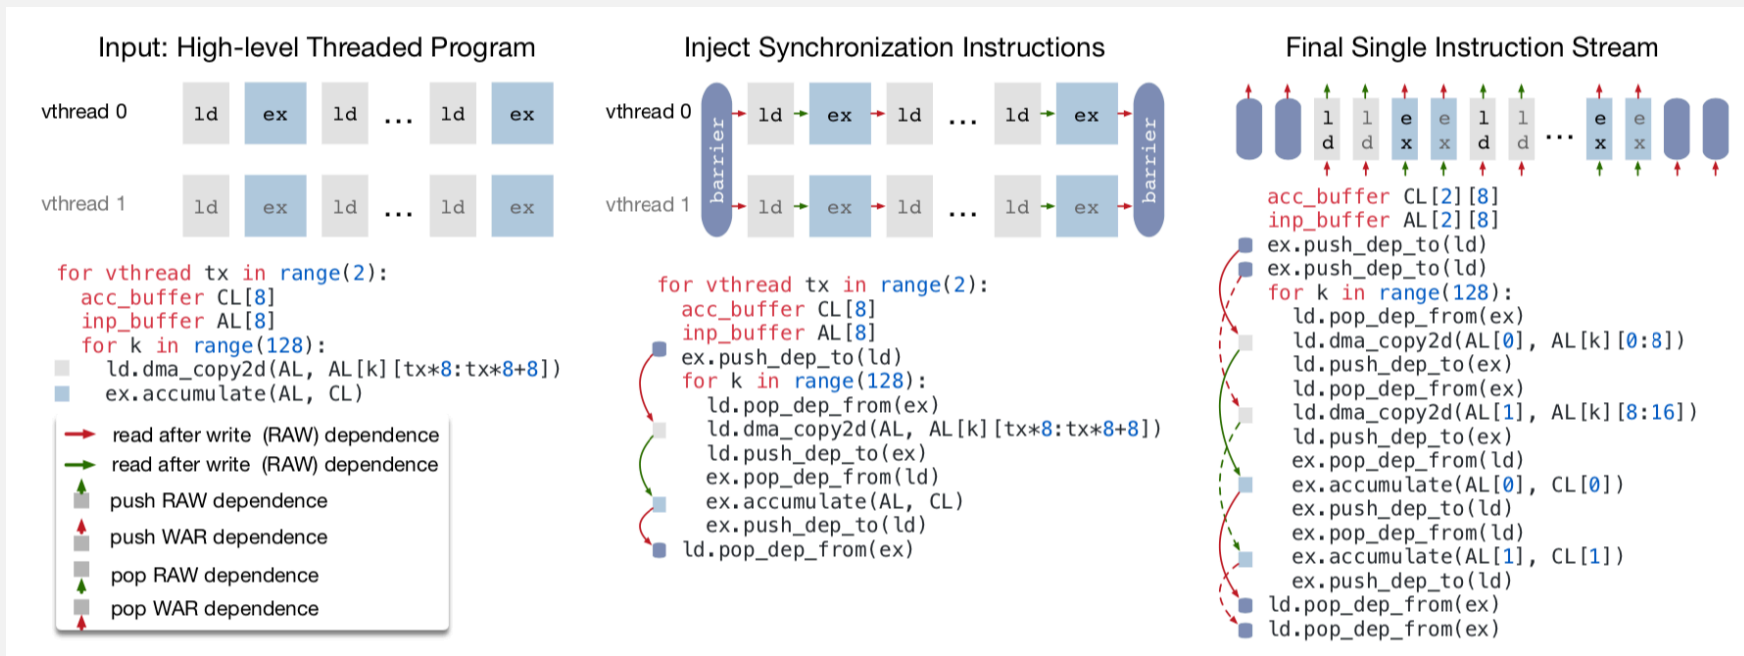 Input: High-level Threaded Program
vthread 0
ld ex ld ... ld ex
vthread 1
ld ex ld ... ld ex
for vthread tx in range(2):
acc_buffer CL[8]
inp_buffer AL[8]
for k in range(128):
ld.dma_copy2d(AL, AL[k][tx*8:tx*8+8])
ex.accumulate(AL, CL)
read after write (RAW) dependence
read after write (RAW) dependence
push RAW dependence
push WAR dependence
pop RAW dependence
pop WAR dependence
Inject Synchronization Instructions
vthread 0
barrier
ld ex ld ... ld ex
barrier
vthread 1
ld ex ld ... ld ex
for vthread tx in range(2):
acc_buffer CL[8]
inp_buffer AL[8]
ex.push_dep_to(ld)
for k in range(128):
ld.pop_dep_from(ex)
ld.dma_copy2d(AL, AL[k][tx*8:tx*8+8])
ld.push_dep_to(ex)
ex.pop_dep_from(ld)
ex.accumulate(AL, CL)
ex.push_dep_to(ld)
ld.pop_dep_from(ex)
Final Single Instruction Stream
ld ld ex ex ld ld ... ex ex
acc_buffer CL[2][8]
inp_buffer AL[2][8]
ex.push_dep_to(ld)
ex.push_dep_to(ld)
for k in range(128):
ld.pop_dep_from(ex)
ld.dma_copy2d(AL[0], AL[k][0:8])
ld.push_dep_to(ex)
ld.pop_dep_from(ex)
ld.dma_copy2d(AL[1], AL[k][8:16])
ld.push_dep_to(ex)
ex.pop_dep_from(ld)
ex.accumulate(AL[0], CL[0])
ex.push_dep_to(ld)
ex.pop_dep_from(ld)
ex.accumulate(AL[1], CL[1])
ex.push_dep_to(ld)
ld.pop_dep_from(ex)
ld.pop_dep_from(ex)